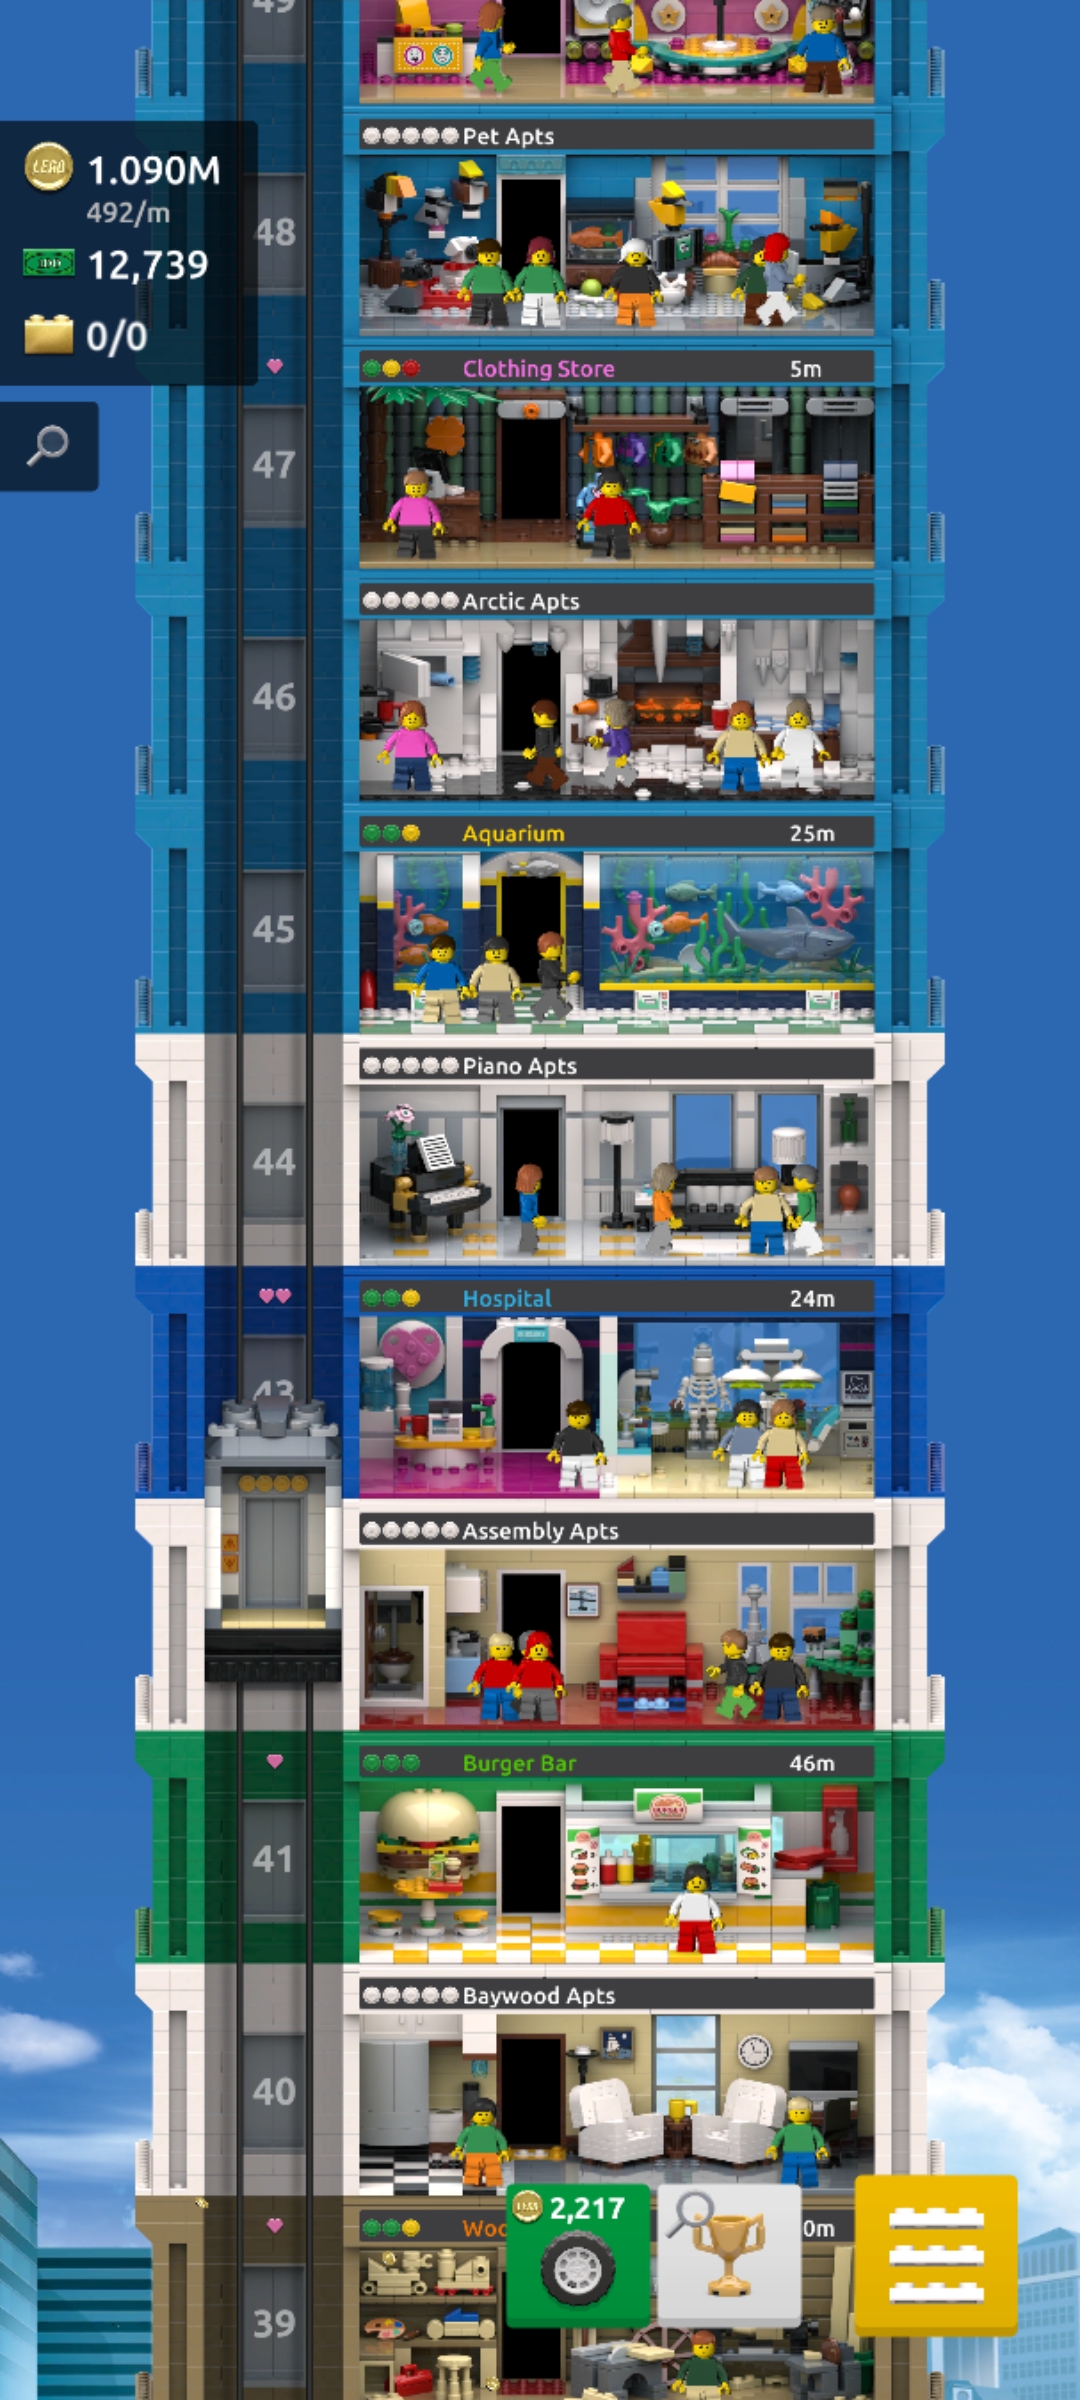 49
Pet Apts
LEGO 1.090M
492/m
12,739
0/0
48
Clothing Store 5m
47
Arctic Apts
46
Aquarium 25m
45
Piano Apts
44
Hospital 24m
43
Assembly Apts
Burger Bar 46m
BURGER
41
Baywood Apts
40
2,217
Woo 0m
39